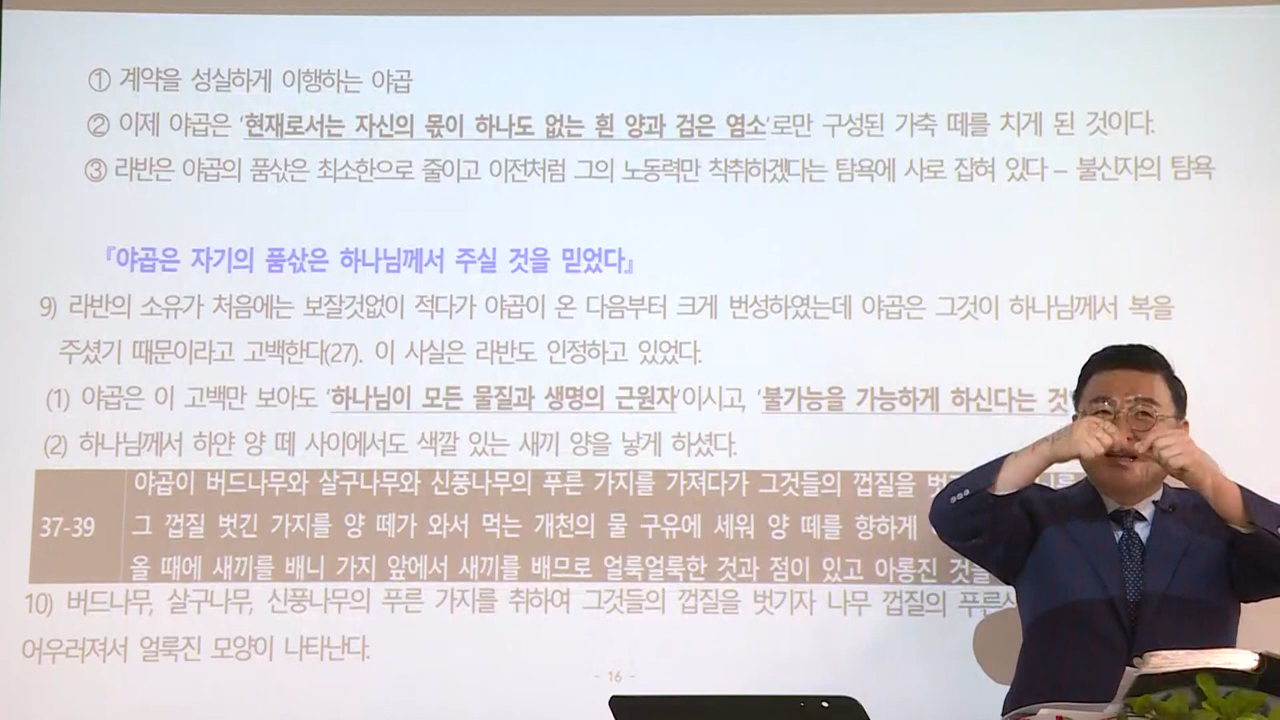 ① 계약을 성실하게 이행하는 야곱
② 이제 야곱은 '현재로서는 자신의 몫이 하나도 없는 흰 양과 검은 염소'로만 구성된 가축 떼를 치게 된 것이다.
③ 라반은 야곱의 품삯은 최소한으로 줄이고 이전처럼 그의 노동력만 착취하겠다는 탐욕에 사로 잡혀 있다 – 불신자의 탐욕
『야곱은 자기의 품삯은 하나님께서 주실 것을 믿었다』
9) 라반의 소유가 처음에는 보잘것없이 적다가 야곱이 온 다음부터 크게 번성하였는데 야곱은 그것이 하나님께서 복을
주셨기 때문이라고 고백한다(27). 이 사실은 라반도 인정하고 있었다.
(1) 야곱은 이 고백만 보아도 '하나님이 모든 물질과 생명의 근원자'이시고, '불가능을 가능하게 하신다는
(2) 하나님께서 하얀 양 떼 사이에서도 색깔 있는 새끼 양을 낳게 하셨다.
야곱이 버드나무와 살구나무와 신풍나무의 푸른 가지를 가져다가 그것들의 껍질을
37-39 그 껍질 벗긴 가지를 양 떼가 와서 먹는 개천의 물 구유에 세워 양 떼를 향하게
올 때에 새끼를 배니 가지 앞에서 새끼를 배므로 얼룩얼룩한 것과 점이 있고 아롱진 것을
10) 버드나무, 살구나무, 신풍나무의 푸른 가지를 취하여 그것들의 껍질을 벗기자 나무 껍질의
어우러져서 얼룩진 모양이 나타난다.
- 16 -